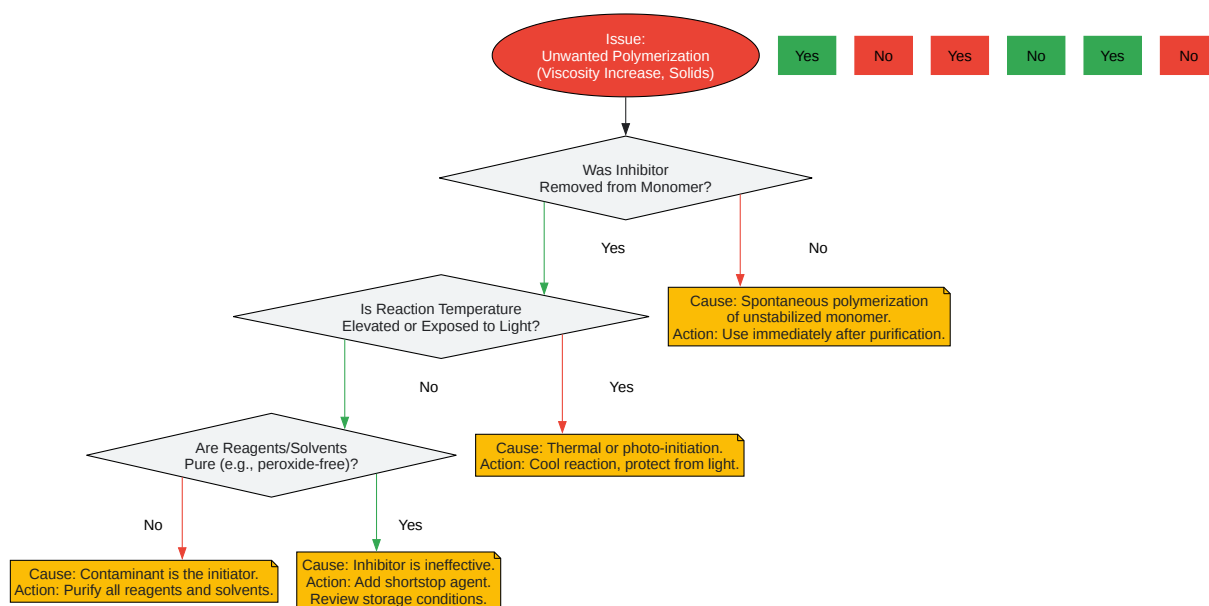 Issue:
Unwanted Polymerization
(Viscosity Increase, Solids)
Yes
No
Yes
No
Yes
No
Was Inhibitor
Removed from Monomer?
Yes
No
Is Reaction Temperature
Elevated or Exposed to Light?
Cause: Spontaneous polymerization
of unstabilized monomer.
Action: Use immediately after purification.
No
Yes
Are Reagents/Solvents
Pure (e.g., peroxide-free)?
Cause: Thermal or photo-initiation.
Action: Cool reaction, protect from light.
No
Yes
Cause: Contaminant is the initiator.
Action: Purify all reagents and solvents.
Cause: Inhibitor is ineffective.
Action: Add shortstop agent.
Review storage conditions.